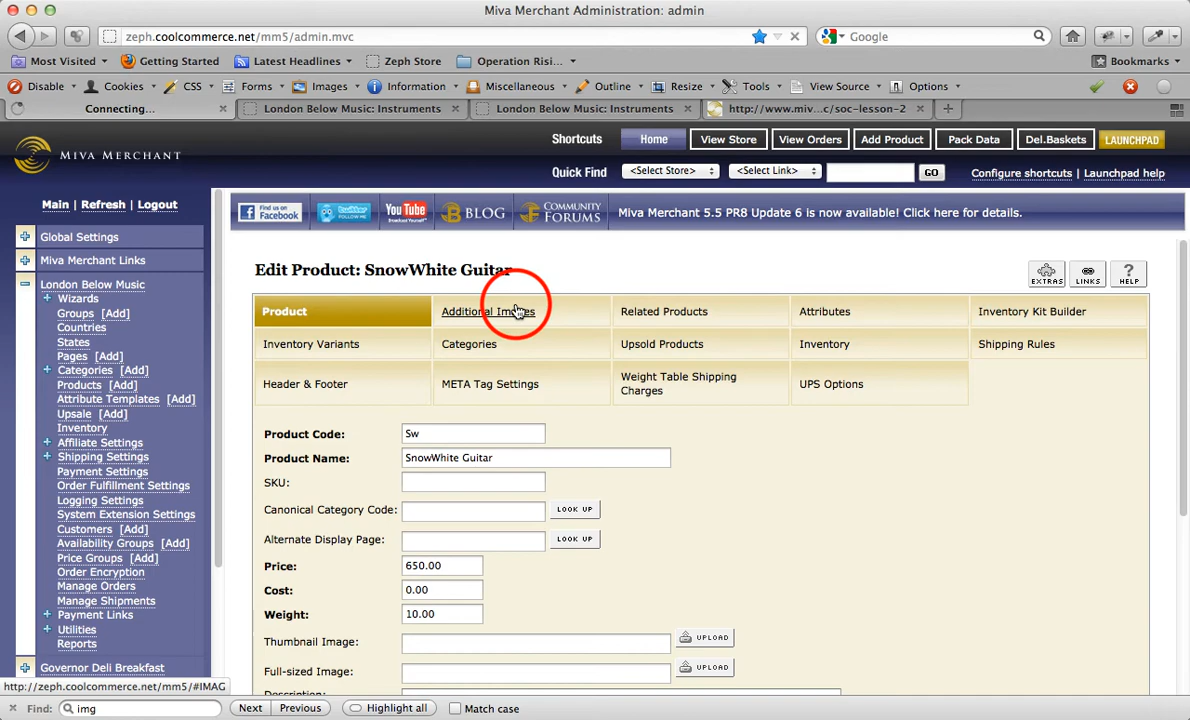 Miva Merchant Administration: admin
zeph.coolcommerce.net/mm5/admin.mvc
Google
Most Visited
Getting Started
Latest Headlines
Zeph Store
Operation Risi...
Bookmarks
Disable
Cookies
CSS
Forms
Images
Information
Miscellaneous
Outline
Resize
Tools
View Source
Options
Connecting...
London Below Music: Instruments
London Below Music: Instruments
http://www.miv...c/soc-lesson-2
MIVA MERCHANT
Shortcuts
Home
View Store
View Orders
Add Product
Pack Data
Del.Baskets
LAUNCHPAD
Quick Find
<Select Store>
<Select Link>
GO
Configure shortcuts | Launchpad help
Main | Refresh | Logout
Find us on Facebook
twitter FOLLOW ME
YouTube Broadcast Yourself
BLOG
COMMUNITY FORUMS
Miva Merchant 5.5 PR8 Update 6 is now available! Click here for details.
Global Settings
Miva Merchant Links
London Below Music
Wizards
Groups [Add]
Countries
States
Pages [Add]
Categories [Add]
Products [Add]
Attribute Templates [Add]
Upsale [Add]
Inventory
Affiliate Settings
Shipping Settings
Payment Settings
Order Fulfillment Settings
Logging Settings
System Extension Settings
Customers [Add]
Availability Groups [Add]
Price Groups [Add]
Order Encryption
Manage Orders
Manage Shipments
Payment Links
Utilities
Reports
Governor Deli Breakfast
Edit Product: SnowWhite Guitar
EXTRAS
LINKS
HELP
Product
Additional Images
Related Products
Attributes
Inventory Kit Builder
Inventory Variants
Categories
Upsold Products
Inventory
Shipping Rules
Header & Footer
META Tag Settings
Weight Table Shipping
Charges
UPS Options
Product Code: Sw
Product Name: SnowWhite Guitar
SKU:
Canonical Category Code: LOOK UP
Alternate Display Page: LOOK UP
Price: 650.00
Cost: 0.00
Weight: 10.00
Thumbnail Image: UPLOAD
Full-sized Image: UPLOAD
Description:
http://zeph.coolcommerce.net/mm5/#IMAG
Find: img
Next
Previous
Highlight all
Match case